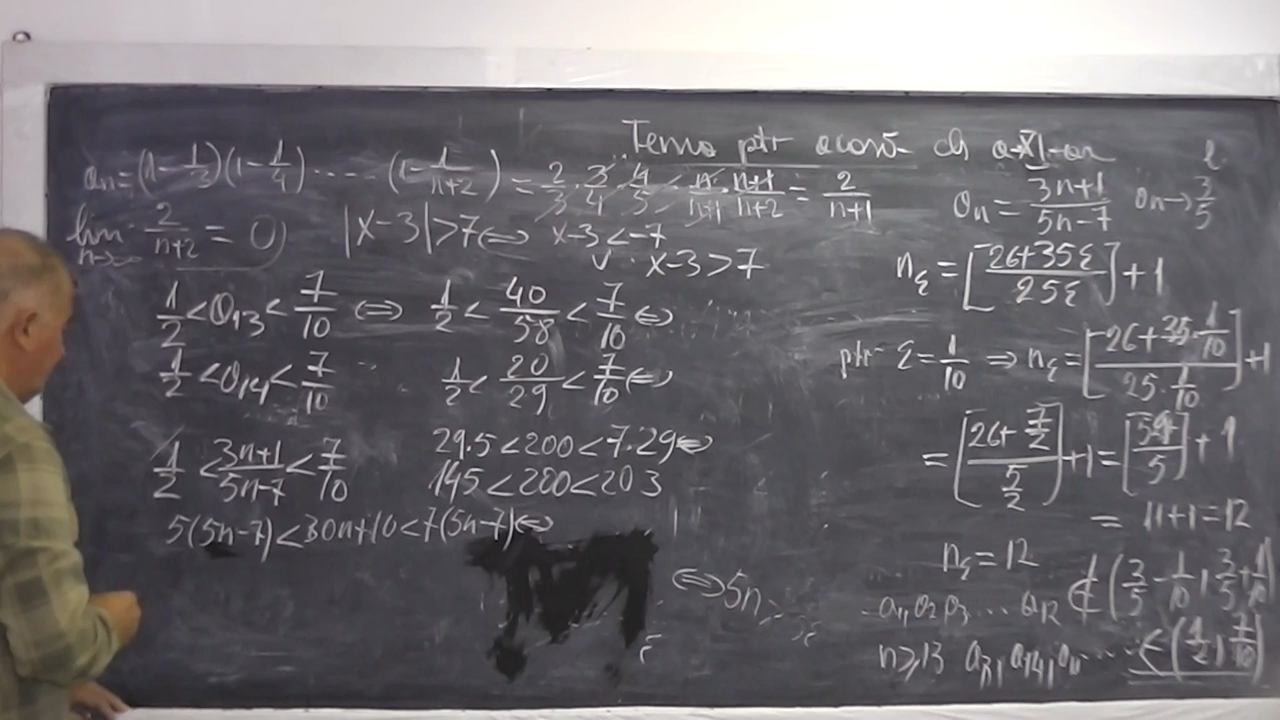 Tema ptr acasă cls a XI-a
aₙ=(1-1/3)(1-1/4).....(1-1/(n+2)) = 2/3·3/4·4/5...n/(n+1)·(n+1)/(n+2) = 2/(n+1)
lim n→∞ 2/(n+2) = 0
|x-3|>7 ⇔ x-3<-7
v x-3>7
1/2<a₁₃<7/10 ⇔ 1/2<40/58<7/10 ⇔
1/2<a₁₄<7/10
1/2<20/29<7/10 ⇔
1/2<(3n+1)/(5n-7)<7/10
29·5<200<7·29 ⇔
145<200<203
5(5n-7)<30n+10<7(5n-7) ⇔
⇔ 5n
l
aₙ=(3n+1)/(5n-7) aₙ→3/5
n_ε=[(26+35ε)/(25ε)]+1
ptr ε=1/10 ⇒ n_ε=[(26+35·1/10)/(25·1/10)]+1
=[(26+7/2)/(5/2)]+1=[59/5]+1
= 11+1=12
n_ε=12
a₁,a₂,a₃...a₁₂ ∉ (3/5-1/10, 3/5+1/10)
n≥13 a₁₃, a₁₄, a₁₅..... ∈ (1/2, 7/10)